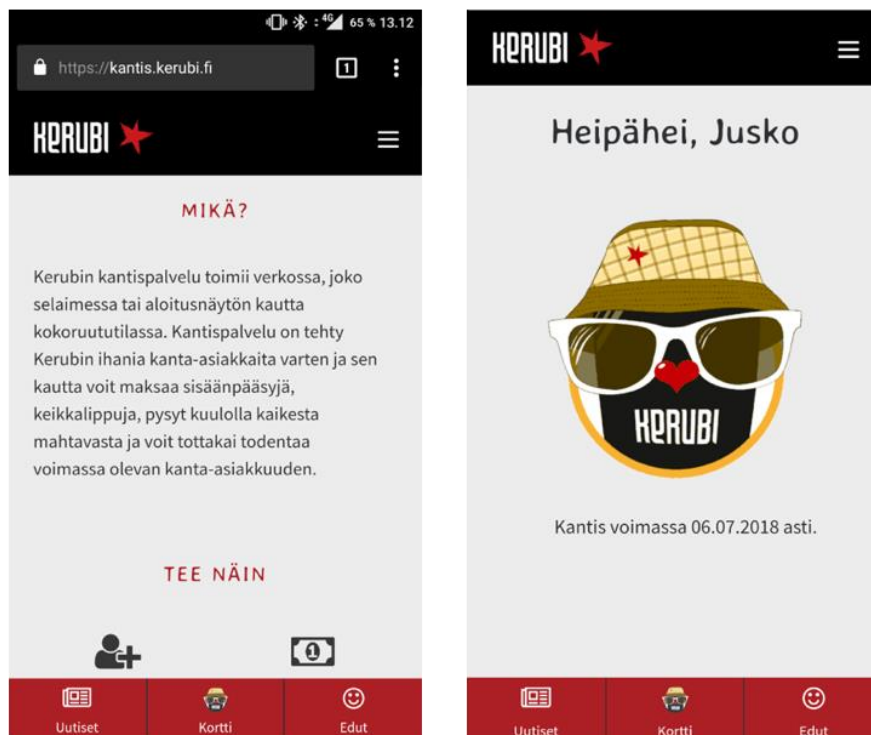 65 % 13.12
4G
https://kantis.kerubi.fi
1
KERUBI
MIKÄ?
Kerubin kantispalvelu toimii verkossa, joko
selaimessa tai aloitusnäytön kautta
kokoruututilassa. Kantispalvelu on tehty
Kerubin ihania kanta-asiakkaita varten ja sen
kautta voit maksaa sisäänpääsyjä,
keikkalippuja, pysyt kuulolla kaikesta
mahtavasta ja voit tottakai todentaa
voimassa olevan kanta-asiakkuuden.
TEE NÄIN
1
Uutiset Kortti Edut
KERUBI
Heipähei, Jusko
KERUBI
Kantis voimassa 06.07.2018 asti.
Uutiset Kortti Edut